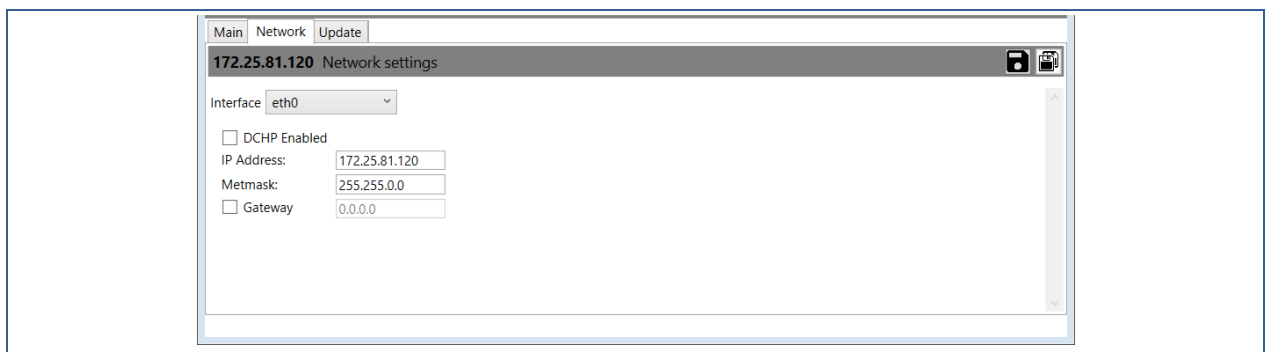 Main Network Update
172.25.81.120 Network settings
Interface eth0
DCHP Enabled
IP Address: 172.25.81.120
Metmask: 255.255.0.0
Gateway 0.0.0.0